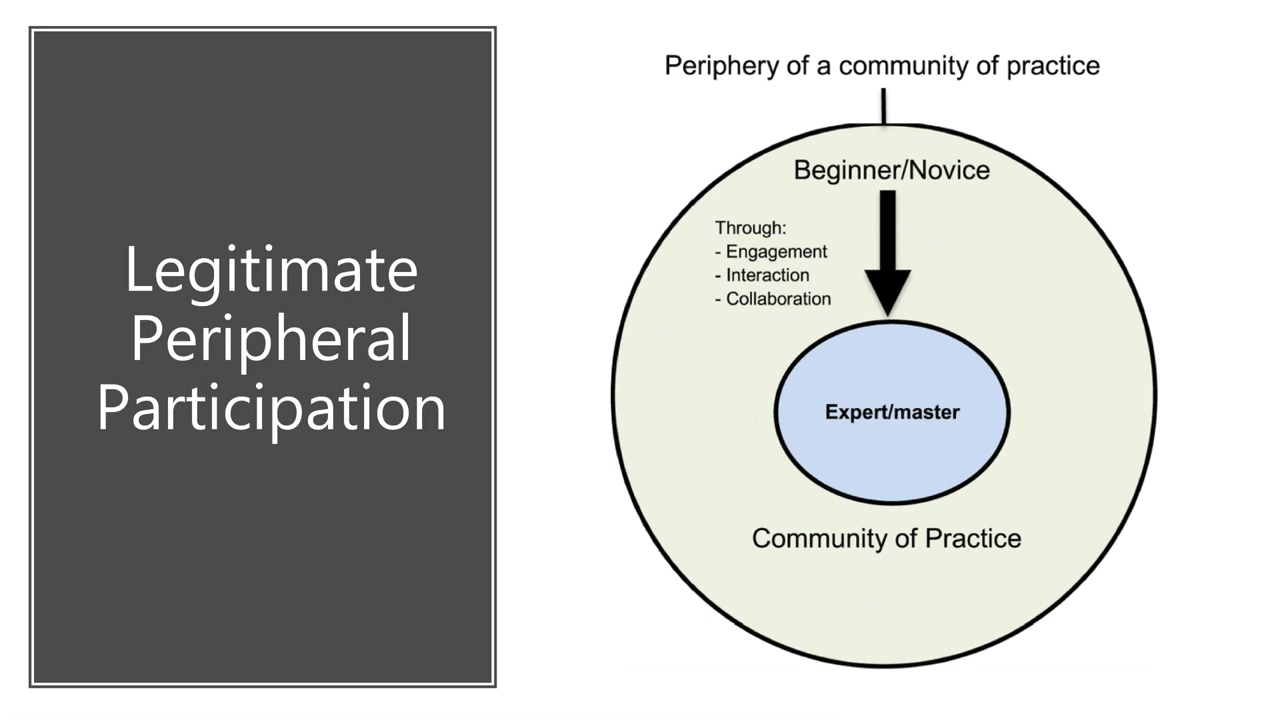 Legitimate
Peripheral
Participation
Periphery of a community of practice
Beginner/Novice
Through:
- Engagement
- Interaction
- Collaboration
Expert/master
Community of Practice